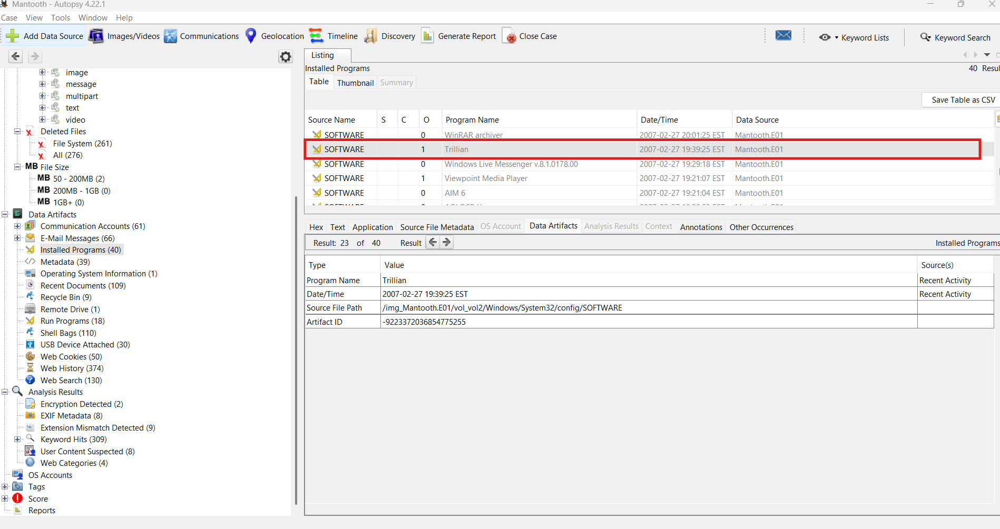 Mantooth - Autopsy 4.22.1
Case View Tools Window Help
Add Data Source Images/Videos Communications Geolocation Timeline Discovery Generate Report Close Case Keyword Lists Keyword Search
image
message
multipart
text
video
Deleted Files
File System (261)
All (276)
MB File Size
MB 50 - 200MB (2)
MB 200MB - 1GB (0)
MB 1GB+ (0)
Data Artifacts
Communication Accounts (61)
E-Mail Messages (66)
Installed Programs (40)
Metadata (39)
Operating System Information (1)
Recent Documents (109)
Recycle Bin (9)
Remote Drive (1)
Run Programs (18)
Shell Bags (110)
USB Device Attached (30)
Web Cookies (50)
Web History (374)
Web Search (130)
Analysis Results
Encryption Detected (2)
EXIF Metadata (8)
Extension Mismatch Detected (9)
Keyword Hits (309)
User Content Suspected (8)
Web Categories (4)
OS Accounts
Tags
Score
Reports
Listing
Installed Programs 40 Resul
Table Thumbnail Summary
Save Table as CSV
Source Name S C O Program Name Date/Time Data Source
SOFTWARE 0 WinRAR archiver 2007-02-27 20:01:25 EST Mantooth.E01
SOFTWARE 1 Trillian 2007-02-27 19:39:25 EST Mantooth.E01
SOFTWARE 0 Windows Live Messenger v.8.1.0178.00 2007-02-27 19:29:18 EST Mantooth.E01
SOFTWARE 1 Viewpoint Media Player 2007-02-27 19:21:07 EST Mantooth.E01
SOFTWARE 0 AIM 6 2007-02-27 19:21:04 EST Mantooth.E01
Hex Text Application Source File Metadata OS Account Data Artifacts Analysis Results Context Annotations Other Occurrences
Result: 23 of 40 Result Installed Programs
Type Value Source(s)
Program Name Trillian Recent Activity
Date/Time 2007-02-27 19:39:25 EST Recent Activity
Source File Path /img_Mantooth.E01/vol_vol2/Windows/System32/config/SOFTWARE
Artifact ID -9223372036854775255